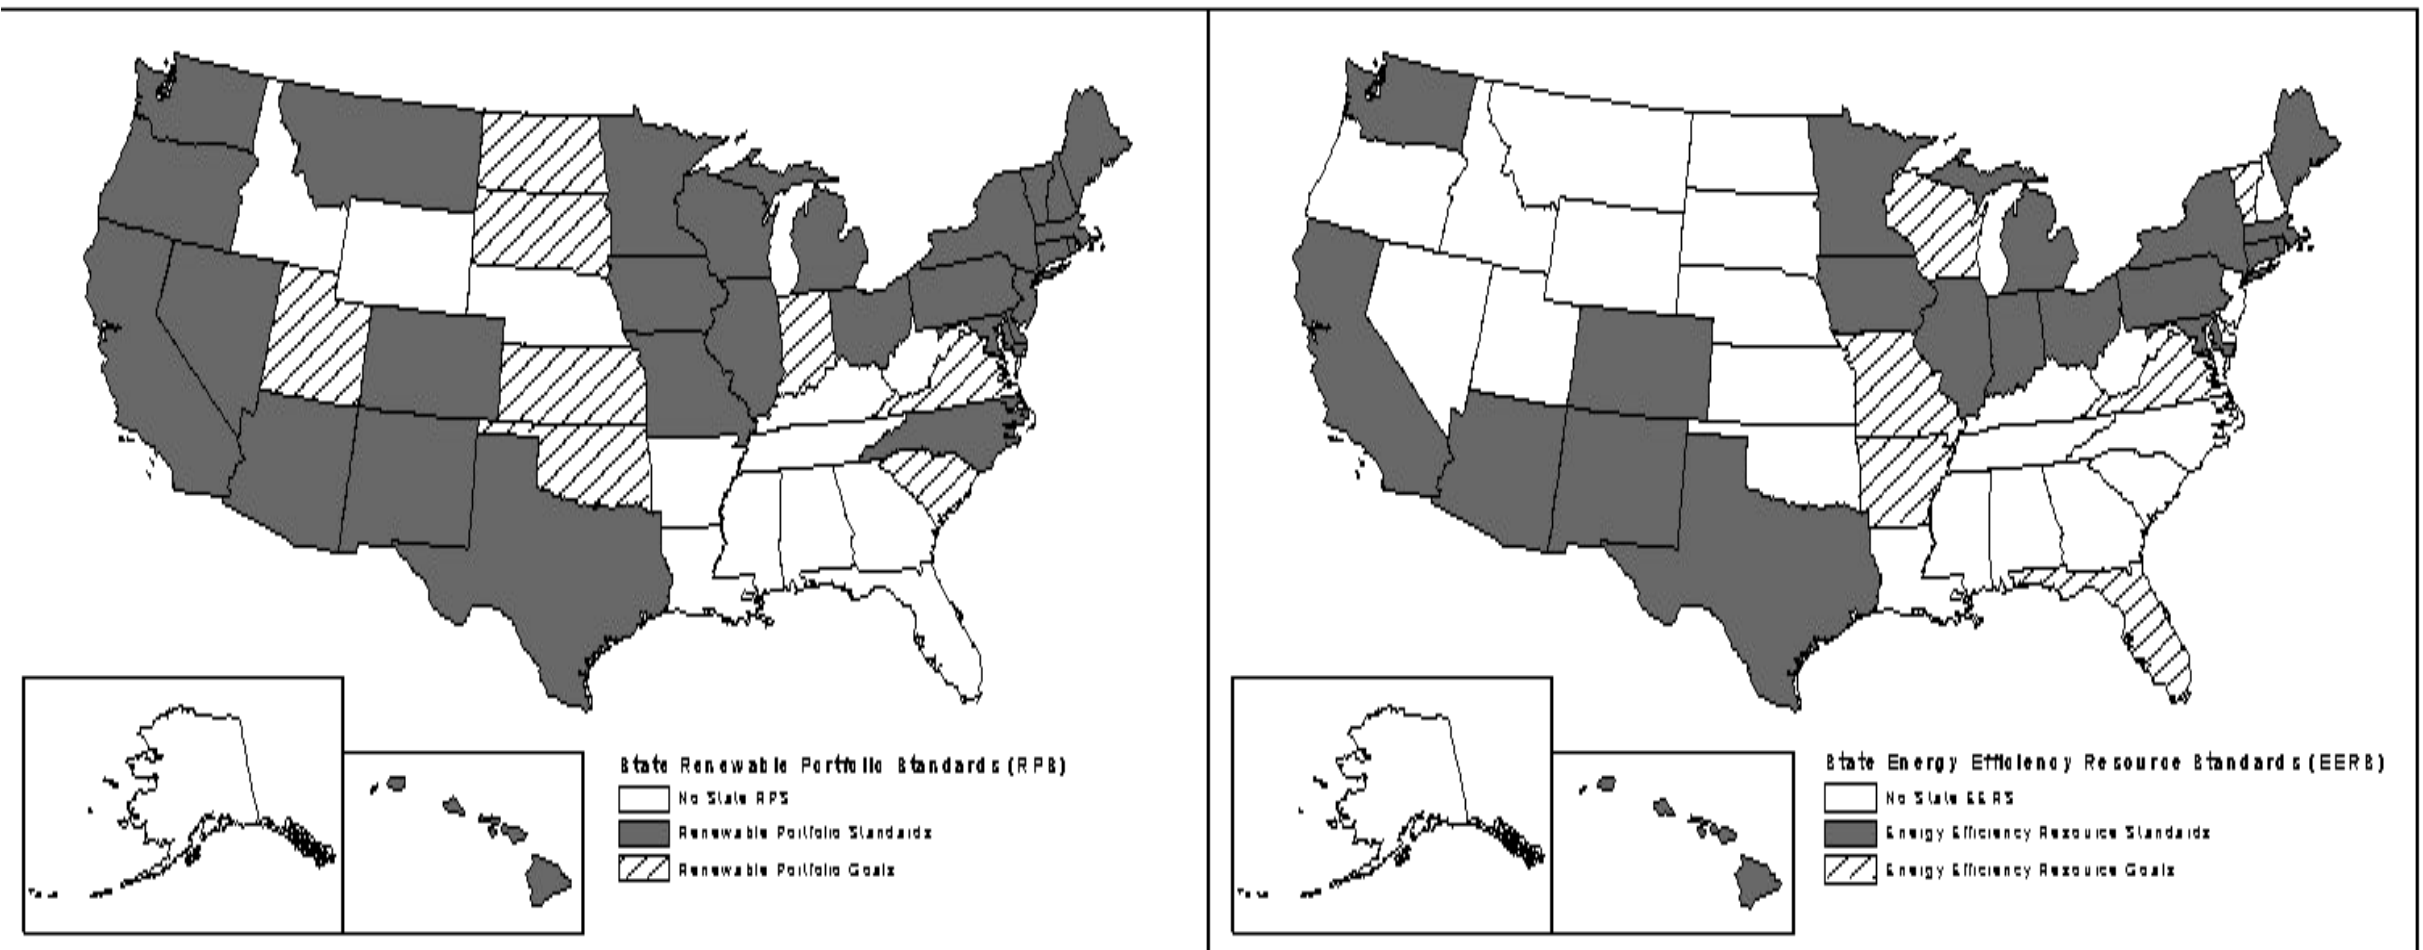 State Renewable Portfolio Standards (RPS)
No State RPS
Renewable Portfolio Standards
Renewable Portfolio Goals
State Energy Efficiency Resource Standards (EERS)
No State EERS
Energy Efficiency Resource Standards
Energy Efficiency Resource Goals